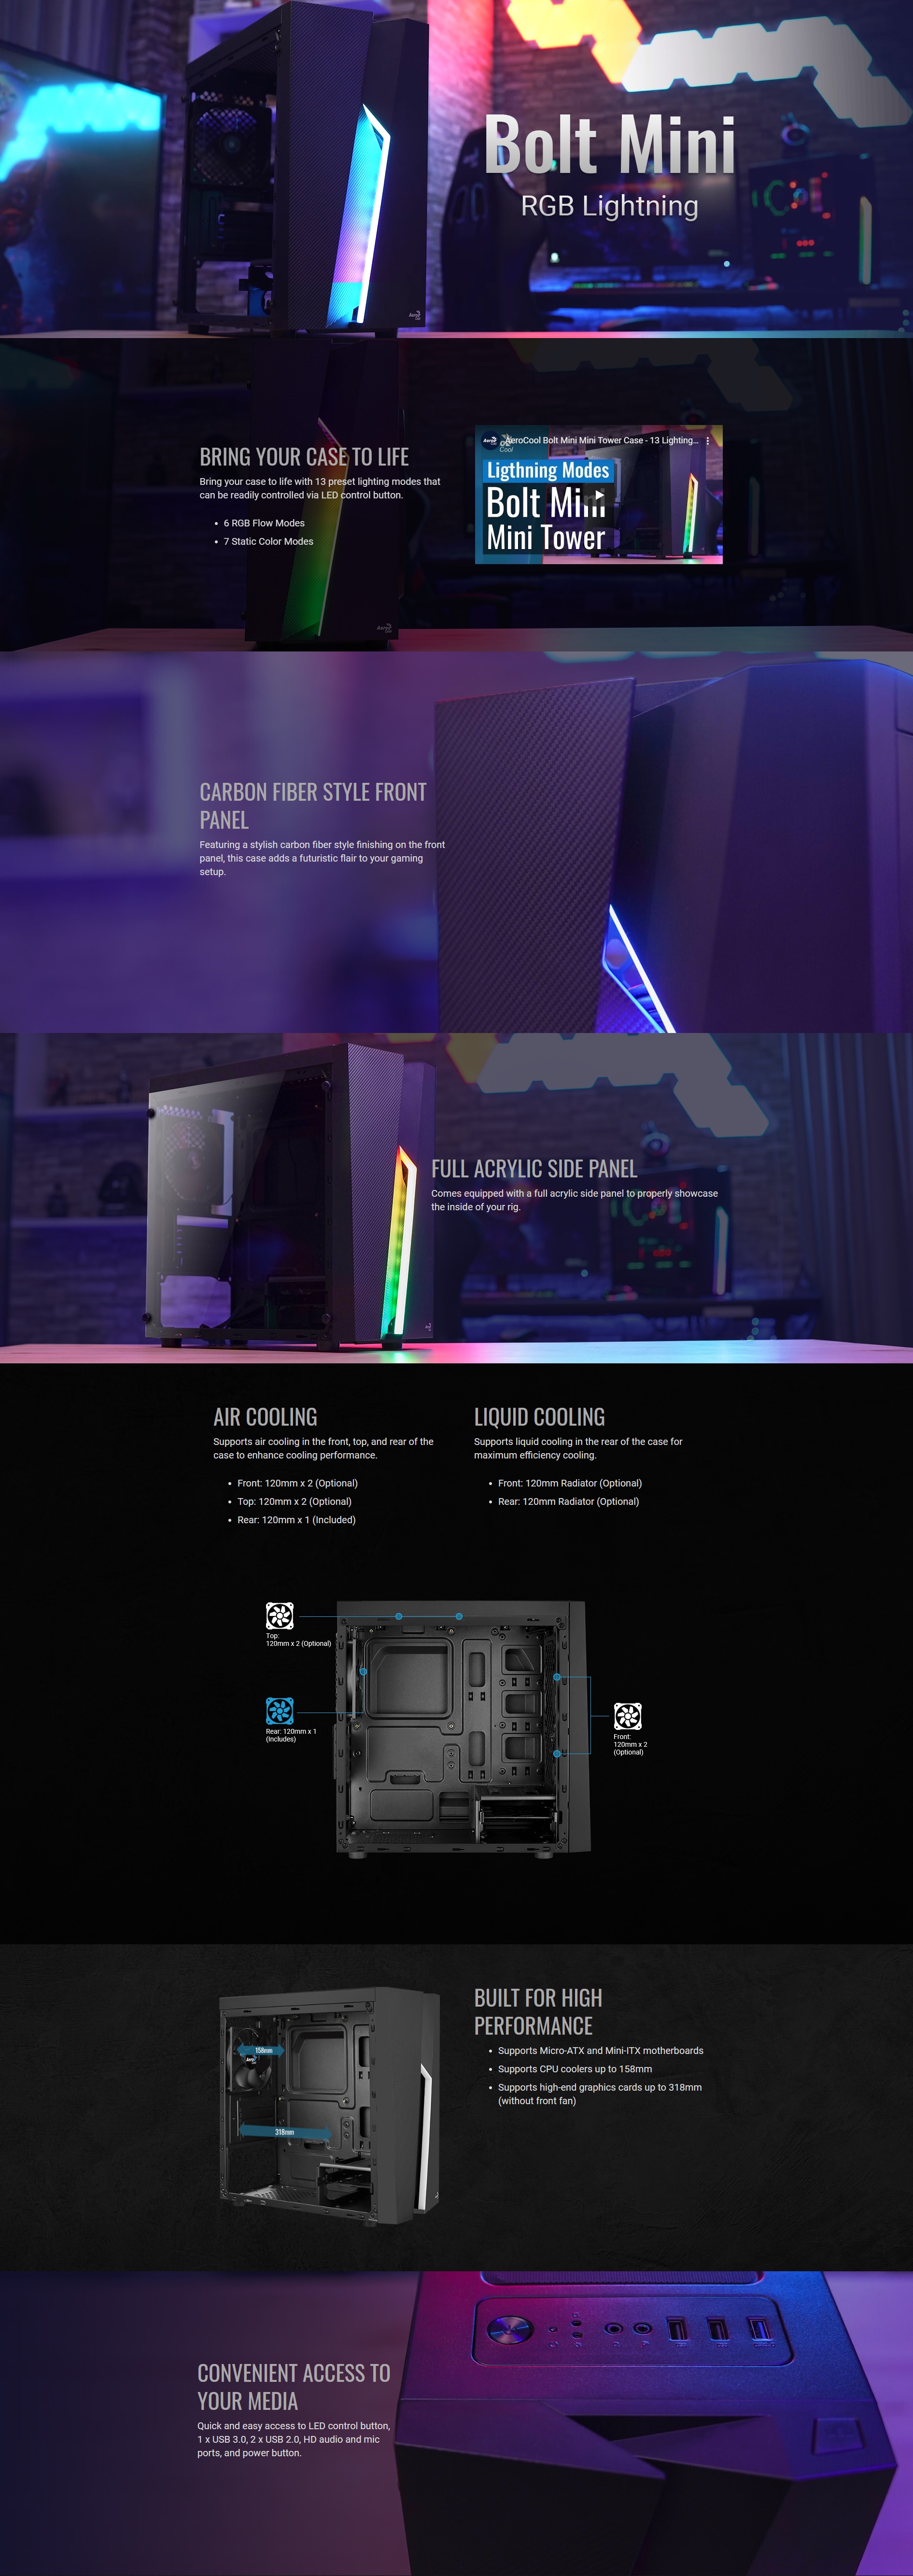 Bolt Mini
RGB Lightning
Aero
Cool
BRING YOUR CASE TO LIFE
Bring your case to life with 13 preset lighting modes that
can be readily controlled via LED control button.
6 RGB Flow Modes
7 Static Color Modes
AeroCool Bolt Mini Mini Tower Case - 13 Lighting...
Cool
Ligthning Modes
Bolt Mini
Mini Tower
Aero
Cool
CARBON FIBER STYLE FRONT
PANEL
Featuring a stylish carbon fiber style finishing on the front
panel, this case adds a futuristic flair to your gaming
setup.
FULL ACRYLIC SIDE PANEL
Comes equipped with a full acrylic side panel to properly showcase
the inside of your rig.
AIR COOLING
Supports air cooling in the front, top, and rear of the
case to enhance cooling performance.
Front: 120mm x 2 (Optional)
Top: 120mm x 2 (Optional)
Rear: 120mm x 1 (Included)
LIQUID COOLING
Supports liquid cooling in the rear of the case for
maximum efficiency cooling.
Front: 120mm Radiator (Optional)
Rear: 120mm Radiator (Optional)
Top:
120mm x 2 (Optional)
Rear: 120mm x 1
(Includes)
Front:
120mm x 2
(Optional)
158mm
Aero
318mm
BUILT FOR HIGH
PERFORMANCE
Supports Micro-ATX and Mini-ITX motherboards
Supports CPU coolers up to 158mm
Supports high-end graphics cards up to 318mm
(without front fan)
CONVENIENT ACCESS TO
YOUR MEDIA
Quick and easy access to LED control button,
1 x USB 3.0, 2 x USB 2.0, HD audio and mic
ports, and power button.